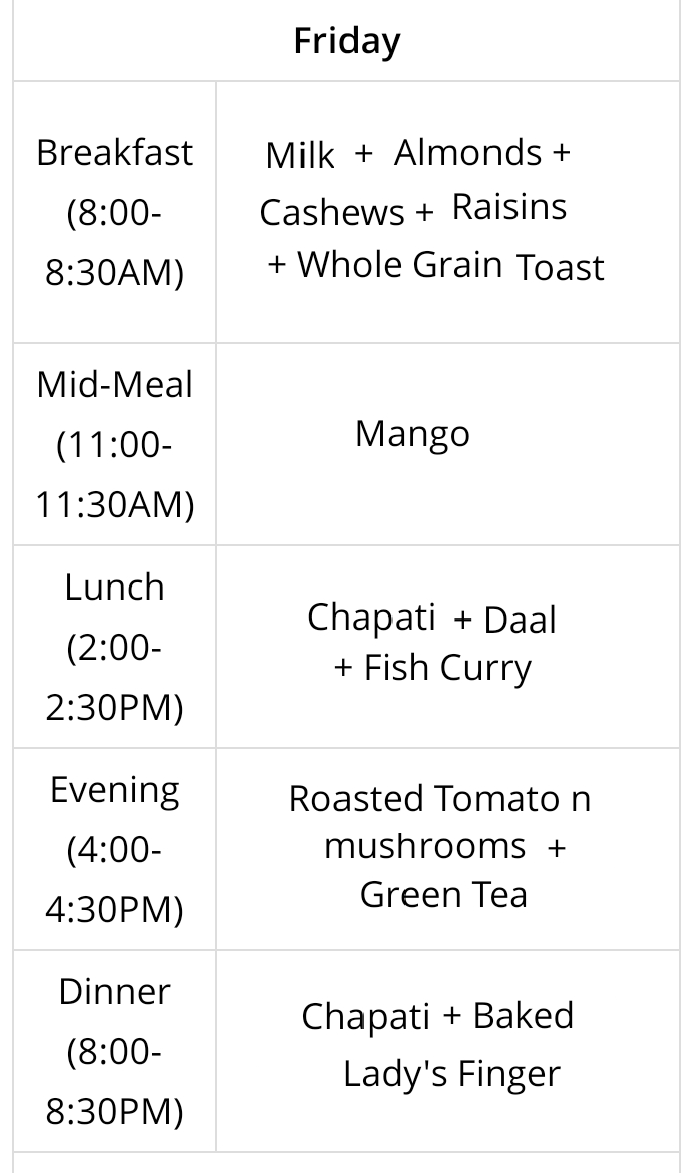 Friday
Breakfast
(8:00-
8:30AM)
Milk + Almonds +
Cashews + Raisins
+ Whole Grain Toast
Mid-Meal
(11:00-
11:30AM)
Mango
Lunch
(2:00-
2:30PM)
Chapati + Daal
+ Fish Curry
Evening
(4:00-
4:30PM)
Roasted Tomato n
mushrooms +
Green Tea
Dinner
(8:00-
8:30PM)
Chapati + Baked
Lady's Finger